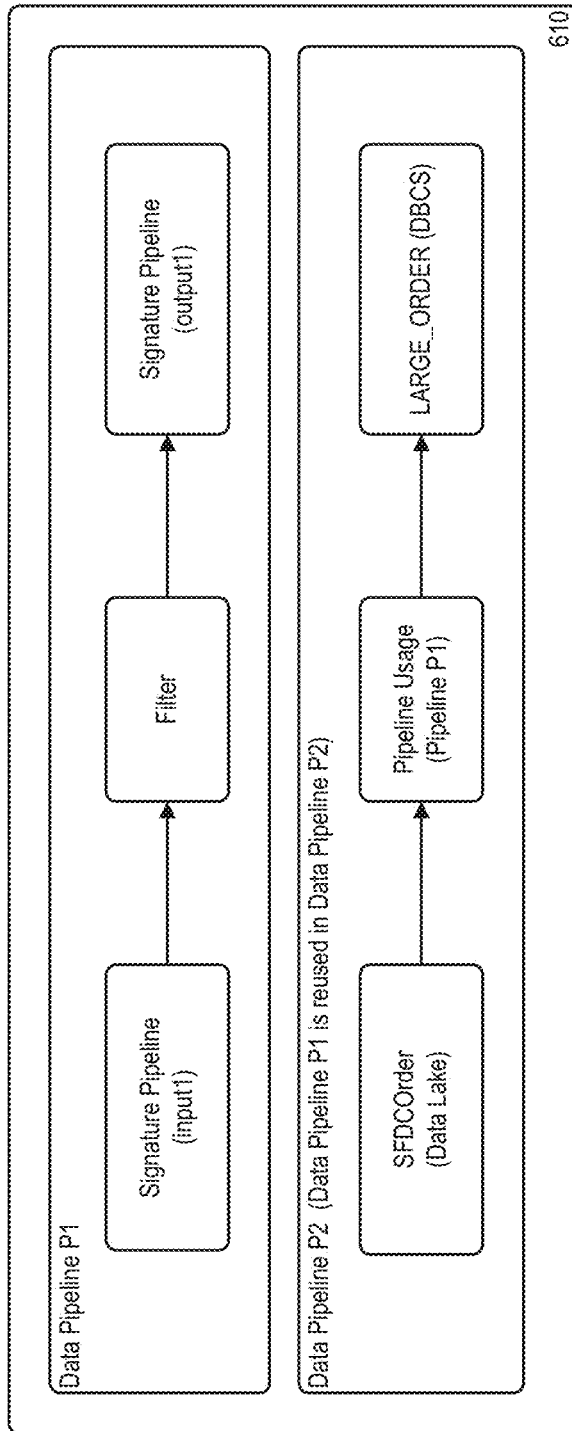 Data Pipeline P1
Signature Pipeline
(input1)
Filter
Signature Pipeline
(output1)
Data Pipeline P2 (Data Pipeline P1 is reused in Data Pipeline P2)
SFDCOrder
(Data Lake)
Pipeline Usage
(Pipeline P1)
LARGE_ORDER (DBCS)
610